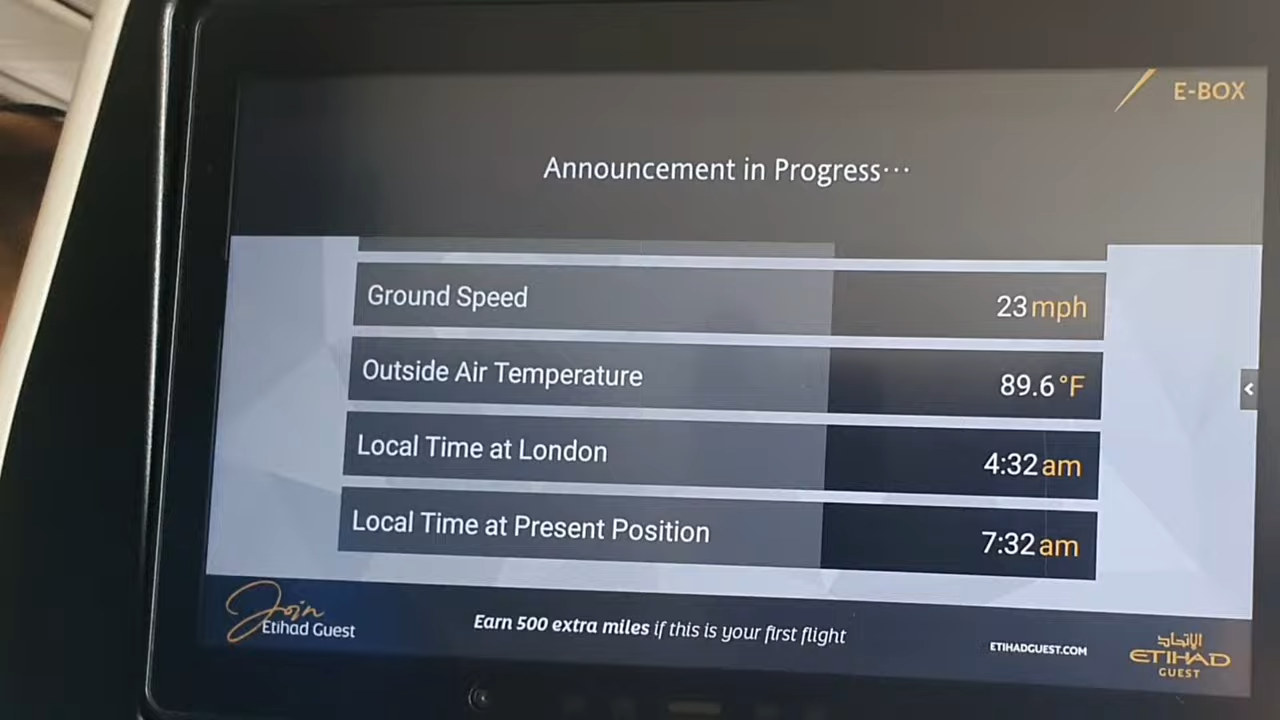 E-BOX
Announcement in Progress···
Ground Speed 23 mph
Outside Air Temperature 89.6 °F
Local Time at London 4:32 am
Local Time at Present Position 7:32 am
<
Join
Etihad Guest
Earn 500 extra miles if this is your first flight
ETIHADGUEST.COM
الإتحاد
ETIHAD
GUEST